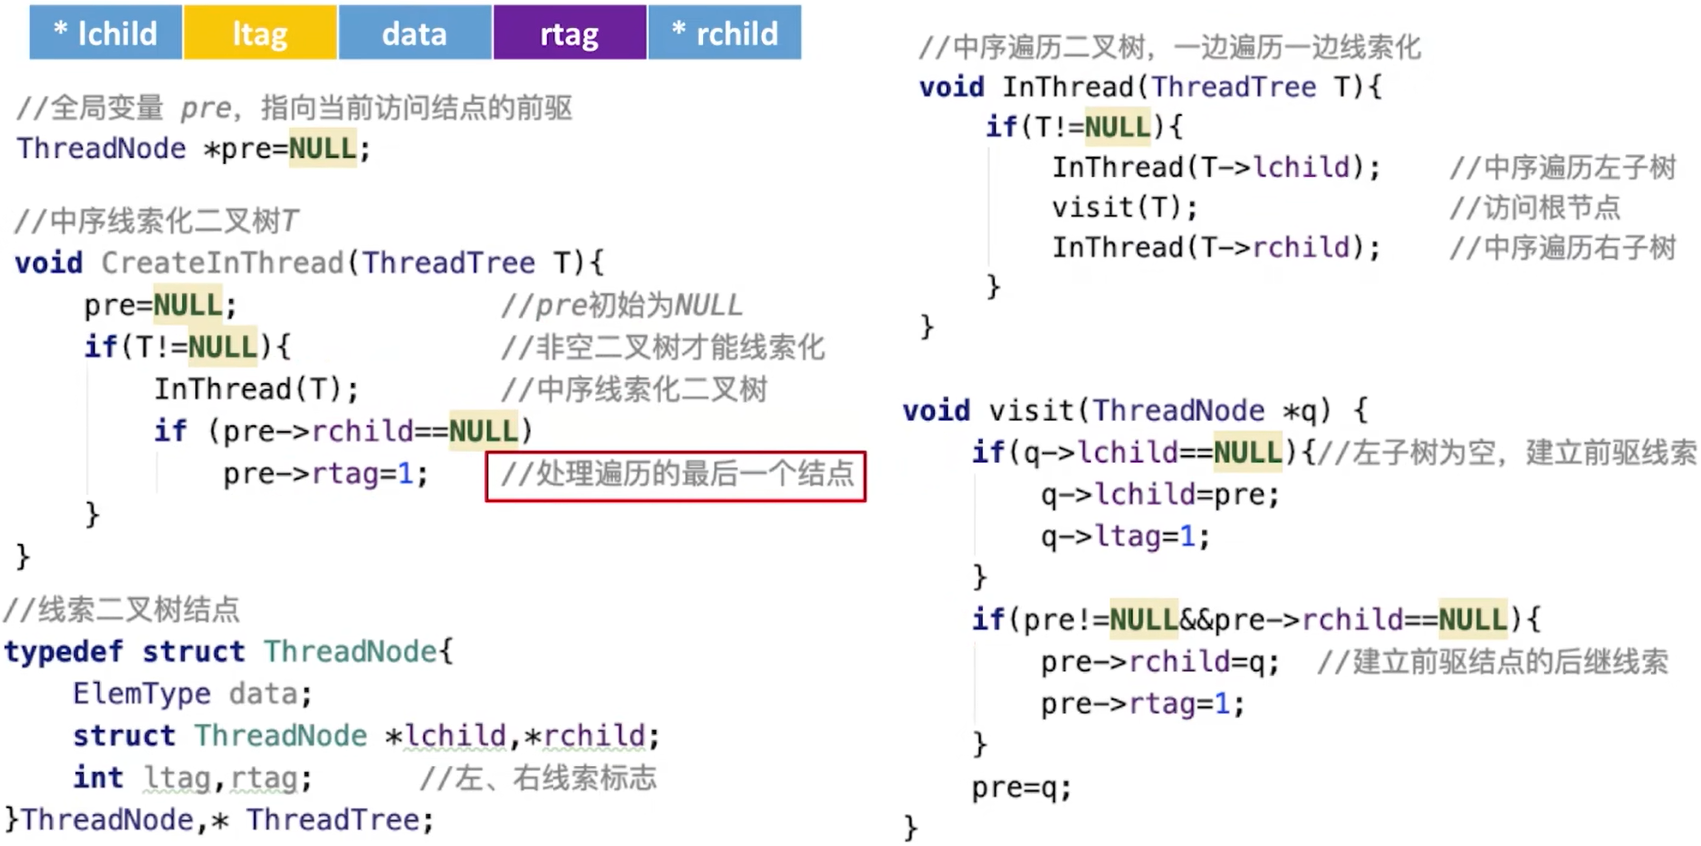 * lchild ltag data rtag * rchild
//全局变量 pre，指向当前访问结点的前驱
ThreadNode *pre=NULL;
//中序线索化二叉树T
void CreateInThread(ThreadTree T){
pre=NULL; //pre初始为NULL
if(T!=NULL){ //非空二叉树才能线索化
InThread(T); //中序线索化二叉树
if (pre->rchild==NULL)
pre->rtag=1; //处理遍历的最后一个结点
}
}
//线索二叉树结点
typedef struct ThreadNode{
ElemType data;
struct ThreadNode *lchild,*rchild;
int ltag,rtag; //左、右线索标志
}ThreadNode,* ThreadTree;
//中序遍历二叉树，一边遍历一边线索化
void InThread(ThreadTree T){
if(T!=NULL){
InThread(T->lchild); //中序遍历左子树
visit(T); //访问根节点
InThread(T->rchild); //中序遍历右子树
}
}
void visit(ThreadNode *q) {
if(q->lchild==NULL){//左子树为空，建立前驱线索
q->lchild=pre;
q->ltag=1;
}
if(pre!=NULL&&pre->rchild==NULL){
pre->rchild=q; //建立前驱结点的后继线索
pre->rtag=1;
}
pre=q;
}